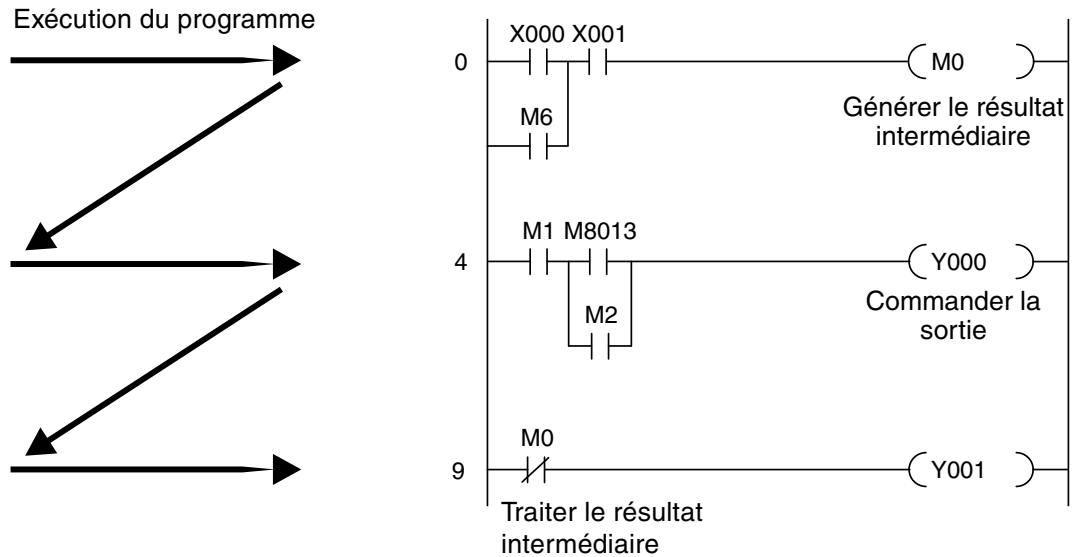 Exécution du programme
X000 X001
0
M0
M6
Générer le résultat
intermédiaire
M1 M8013
4
Y000
M2
Commander la
sortie
M0
9
Y001
Traiter le résultat
intermédiaire